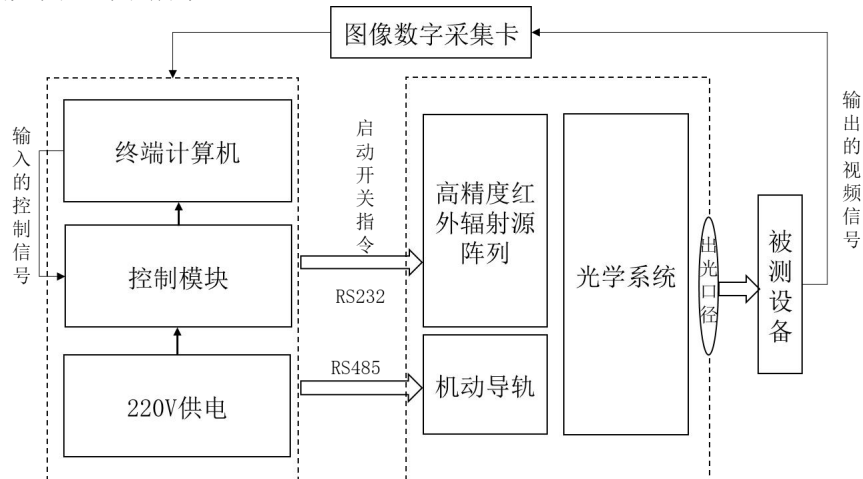 图像数字采集卡
终端计算机
控制模块
220V供电
输入的控制信号
启动开关指令
RS232
RS485
高精度红
外辐射源
阵列
机动导轨
光学系统
出光口径
被测设备
输出的视频信号